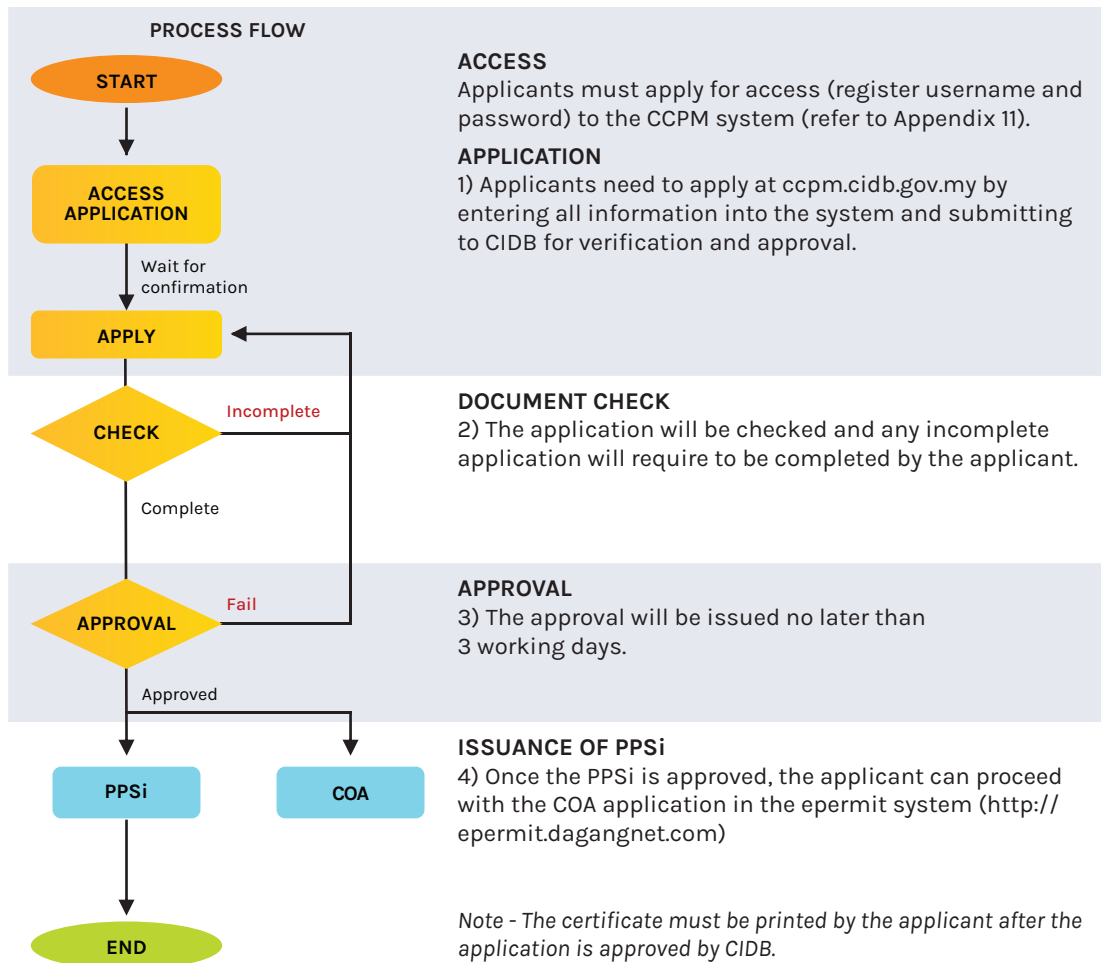 PROCESS FLOW
START
ACCESS
Applicants must apply for access (register username and
password) to the CCPM system (refer to Appendix 11).
ACCESS
APPLICATION
APPLICATION
1) Applicants need to apply at ccpm.cidb.gov.my by
entering all information into the system and submitting
to CIDB for verification and approval.
Wait for
confirmation
APPLY
CHECK
Incomplete
Complete
DOCUMENT CHECK
2) The application will be checked and any incomplete
application will require to be completed by the applicant.
APPROVAL
Fail
Approved
APPROVAL
3) The approval will be issued no later than
3 working days.
PPSi
COA
ISSUANCE OF PPSi
4) Once the PPSi is approved, the applicant can proceed
with the COA application in the epermit system (http://
epermit.dagangnet.com)
END
Note - The certificate must be printed by the applicant after the
application is approved by CIDB.